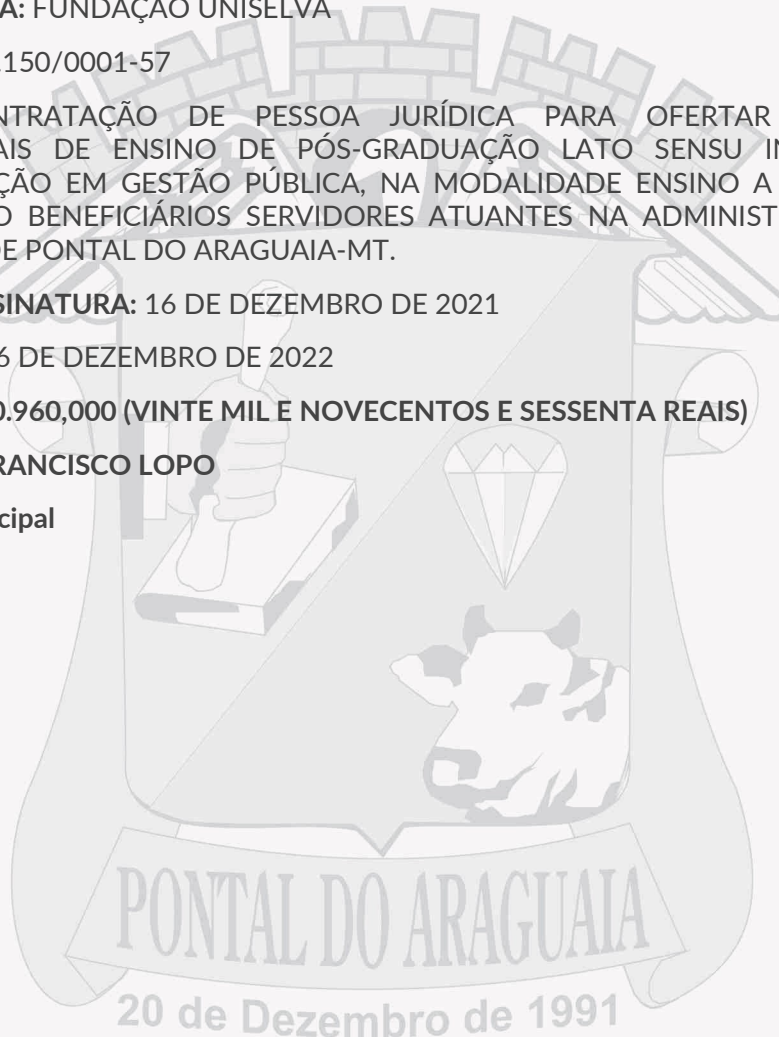 A: FUNDAÇÃO UNISELVA
.150/0001-57
NTRATAÇÃO DE PESSOA JURÍDICA PARA OFERTAR
AIS DE ENSINO DE PÓS-GRADUAÇÃO LATO SENSU IN
ÇÃO EM GESTÃO PÚBLICA, NA MODALIDADE ENSINO A
O BENEFICIÁRIOS SERVIDORES ATUANTES NA ADMINIST
DE PONTAL DO ARAGUAIA-MT.
SINATURA: 16 DE DEZEMBRO DE 2021
6 DE DEZEMBRO DE 2022
0.960,000 (VINTE MIL E NOVECENTOS E SESSENTA REAIS)
RANCISCO LOPO
cipal
PONTAL DO ARAGUAIA
20 de Dezembro de 1991